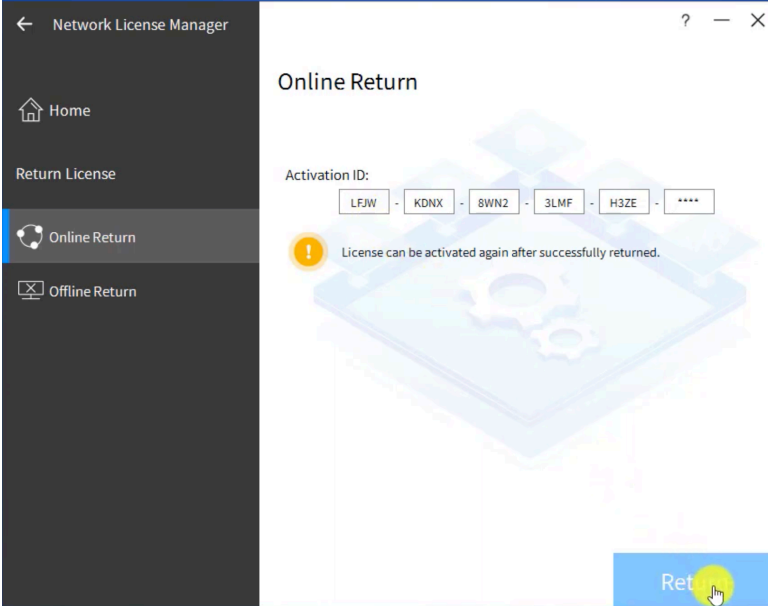 Network License Manager
?
Home
Return License
Online Return
Offline Return
Online Return
Activation ID:
LFJW - KDNX - 8WN2 - 3LMF - H3ZE - ****
! License can be activated again after successfully returned.
Return